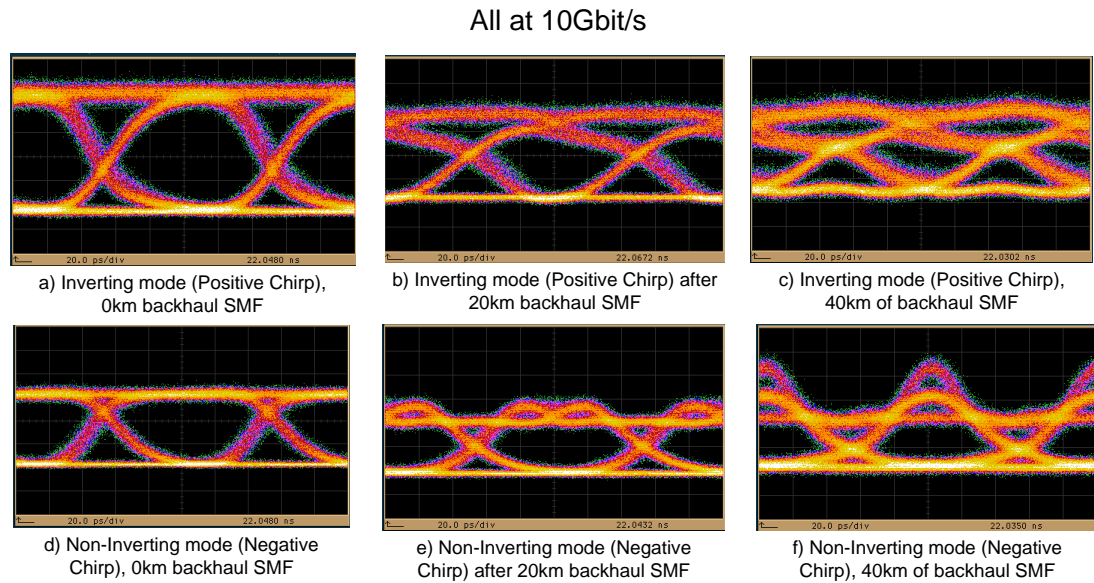 All at 10Gbit/s
20.0 ps/div 22.0480 ns
20.0 ps/div 22.0672 ns
20.0 ps/div 22.0302 ns
a) Inverting mode (Positive Chirp),
0km backhaul SMF
b) Inverting mode (Positive Chirp) after
20km backhaul SMF
c) Inverting mode (Positive Chirp),
40km of backhaul SMF
20.0 ps/div 22.0480 ns
20.0 ps/div 22.0432 ns
20.0 ps/div 22.0350 ns
d) Non-Inverting mode (Negative
Chirp), 0km backhaul SMF
e) Non-Inverting mode (Negative
Chirp) after 20km backhaul SMF
f) Non-Inverting mode (Negative
Chirp), 40km backhaul SMF